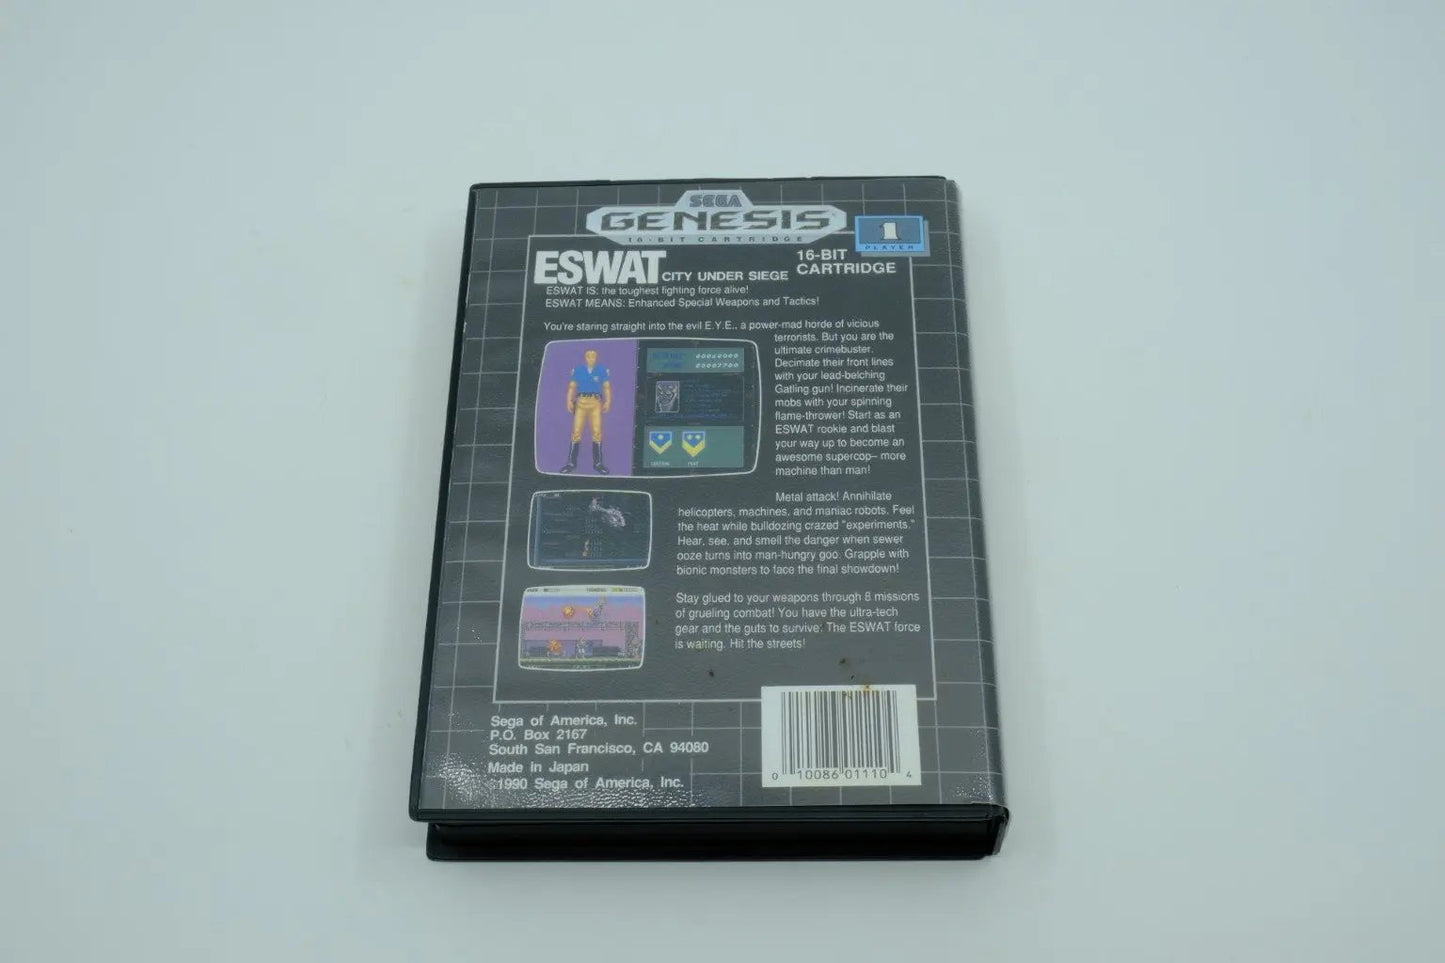 SEGA
GENESIS
16-BIT CARTRIDGE
1
PLAYER
ESWAT CITY UNDER SIEGE
16-BIT
CARTRIDGE
ESWAT IS: the toughest fighting force alive!
ESWAT MEANS: Enhanced Special Weapons and Tactics!
You're staring straight into the evil E.Y.E., a power-mad horde of vicious
terrorists. But you are the
ultimate crimebuster.
Decimate their front lines
with your lead-belching
Gatling gun! Incinerate their
mobs with your spinning
flame-thrower! Start as an
ESWAT rookie and blast
your way up to become an
awesome supercop– more
machine than man!
Metal attack! Annihilate
helicopters, machines, and maniac robots. Feel
the heat while bulldozing crazed "experiments."
Hear, see, and smell the danger when sewer
ooze turns into man-hungry goo. Grapple with
bionic monsters to face the final showdown!
Stay glued to your weapons through 8 missions
of grueling combat! You have the ultra-tech
gear and the guts to survive. The ESWAT force
is waiting. Hit the streets!
Sega of America, Inc.
P.O. Box 2167
South San Francisco, CA 94080
Made in Japan
1990 Sega of America, Inc.
0 10086 01110 4